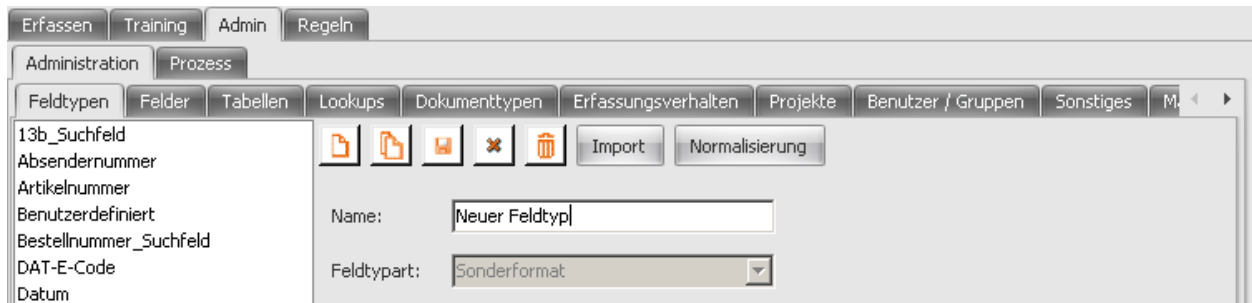 Erfassen Training Admin Regeln
Administration Prozess
Feldtypen Felder Tabellen Lookups Dokumenttypen Erfassungsverhalten Projekte Benutzer / Gruppen Sonstiges
13b_Suchfeld
Absendernummer
Artikelnummer
Benutzerdefiniert
Bestellnummer_Suchfeld
DAT-E-Code
Datum
Import Normalisierung
Name: Neuer Feldtyp
Feldtypart: Sonderformat